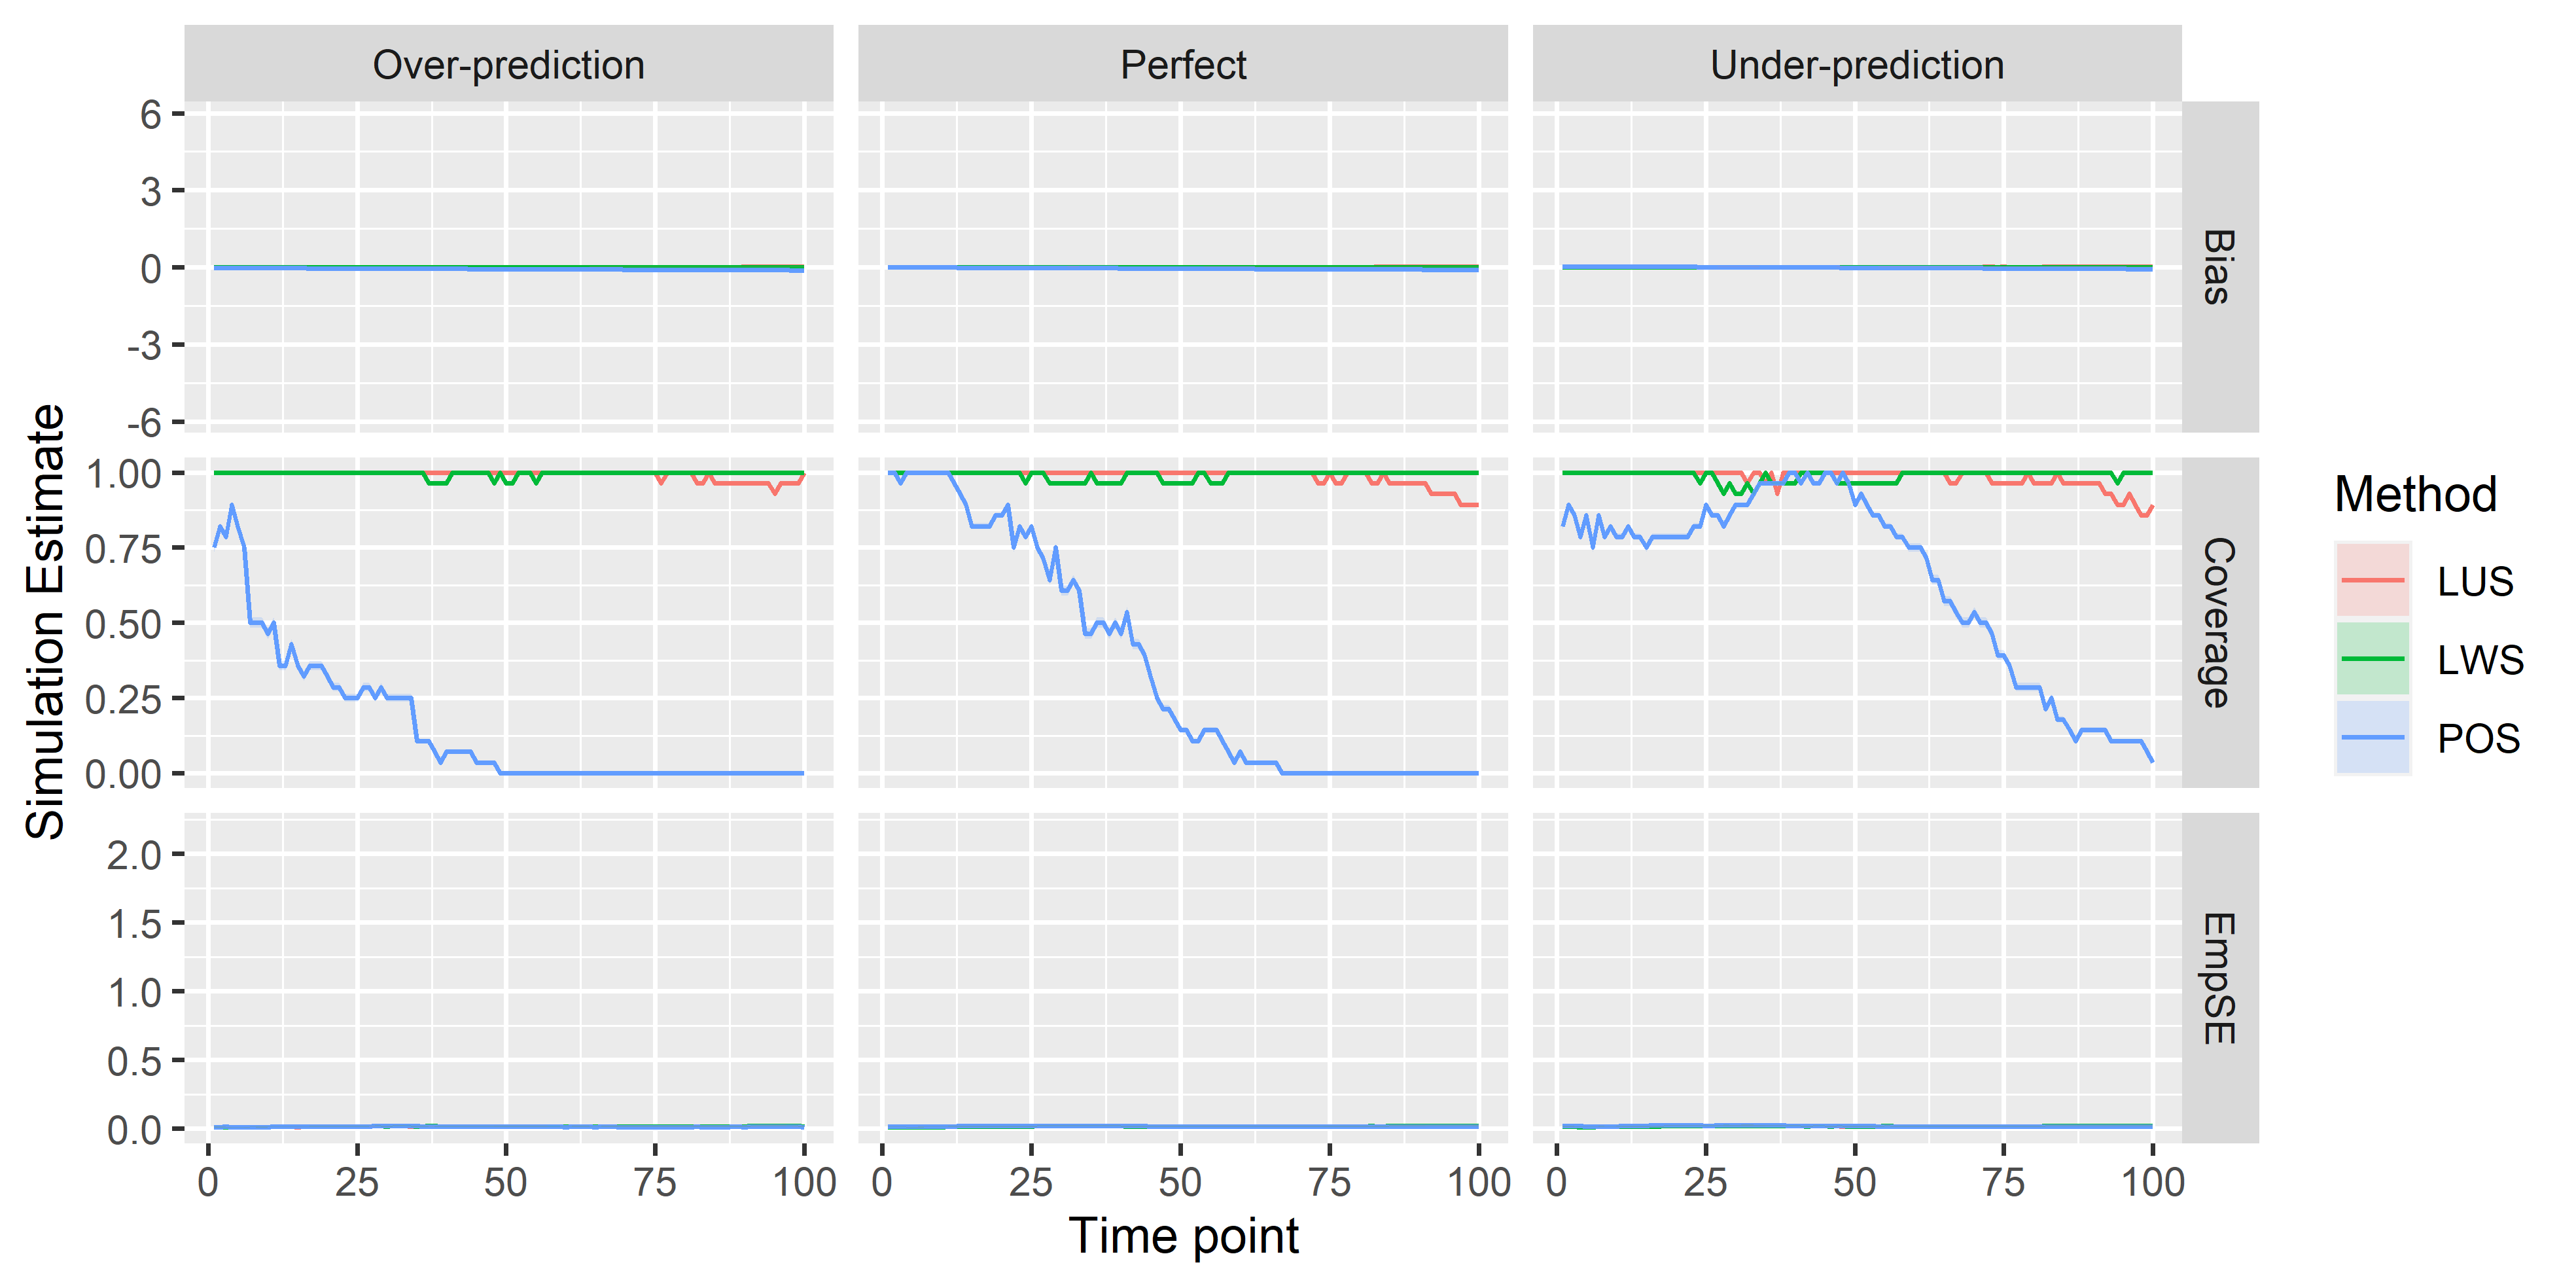 Over-prediction
Perfect
Under-prediction
Simulation Estimate
6
3
0
-3
-6
Bias
1.00
0.75
0.50
0.25
0.00
Coverage
2.0
1.5
1.0
0.5
0.0
EmpSE
0 25 50 75 100
0 25 50 75 100
0 25 50 75 100
Time point
Method
LUS
LWS
POS